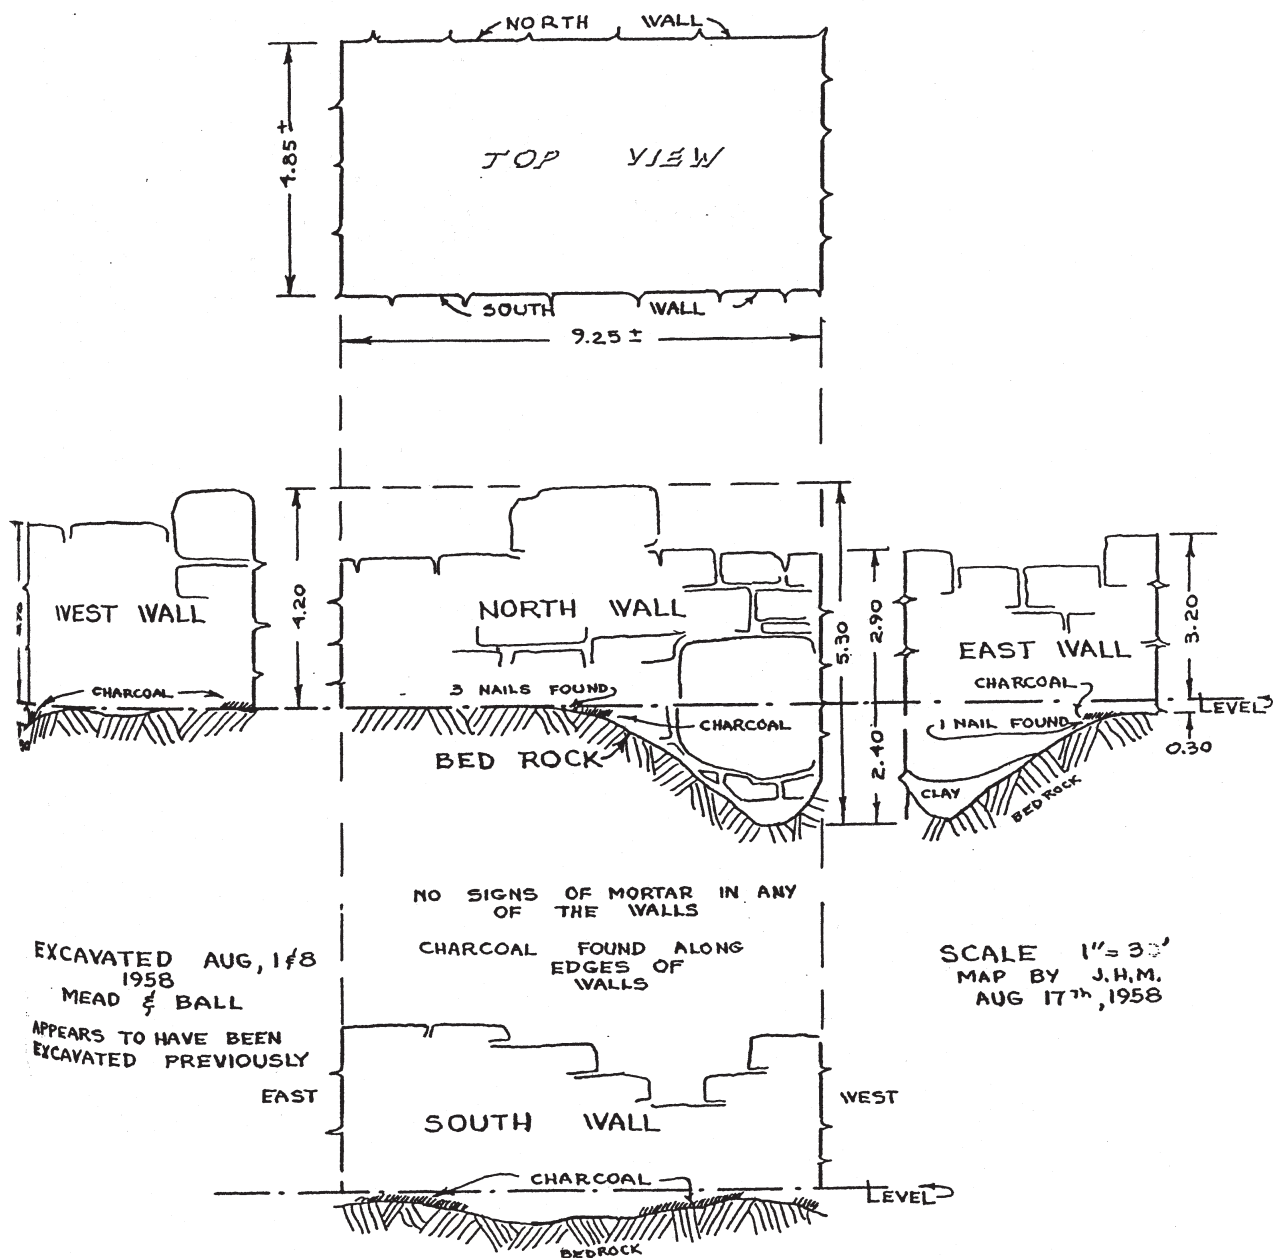 NORTH WALL
4.85 ±
TOP VIEW
SOUTH WALL
9.25 ±
WEST WALL
CHARCOAL
4.20
NORTH WALL
3 NAILS FOUND
CHARCOAL
BED ROCK
5.30
2.90
2.40
EAST WALL
CHARCOAL
1 NAIL FOUND
CLAY
BEDROCK
3.20
LEVEL
0.30
NO SIGNS OF MORTAR IN ANY
OF THE WALLS
CHARCOAL FOUND ALONG
EDGES OF
WALLS
EXCAVATED AUG, 1 & 8
1958
MEAD & BALL
APPEARS TO HAVE BEEN
EXCAVATED PREVIOUSLY
SCALE 1"=
MAP BY J.H.M.
AUG 17TH, 1958
EAST
WEST
SOUTH WALL
CHARCOAL
LEVEL
BEDROCK